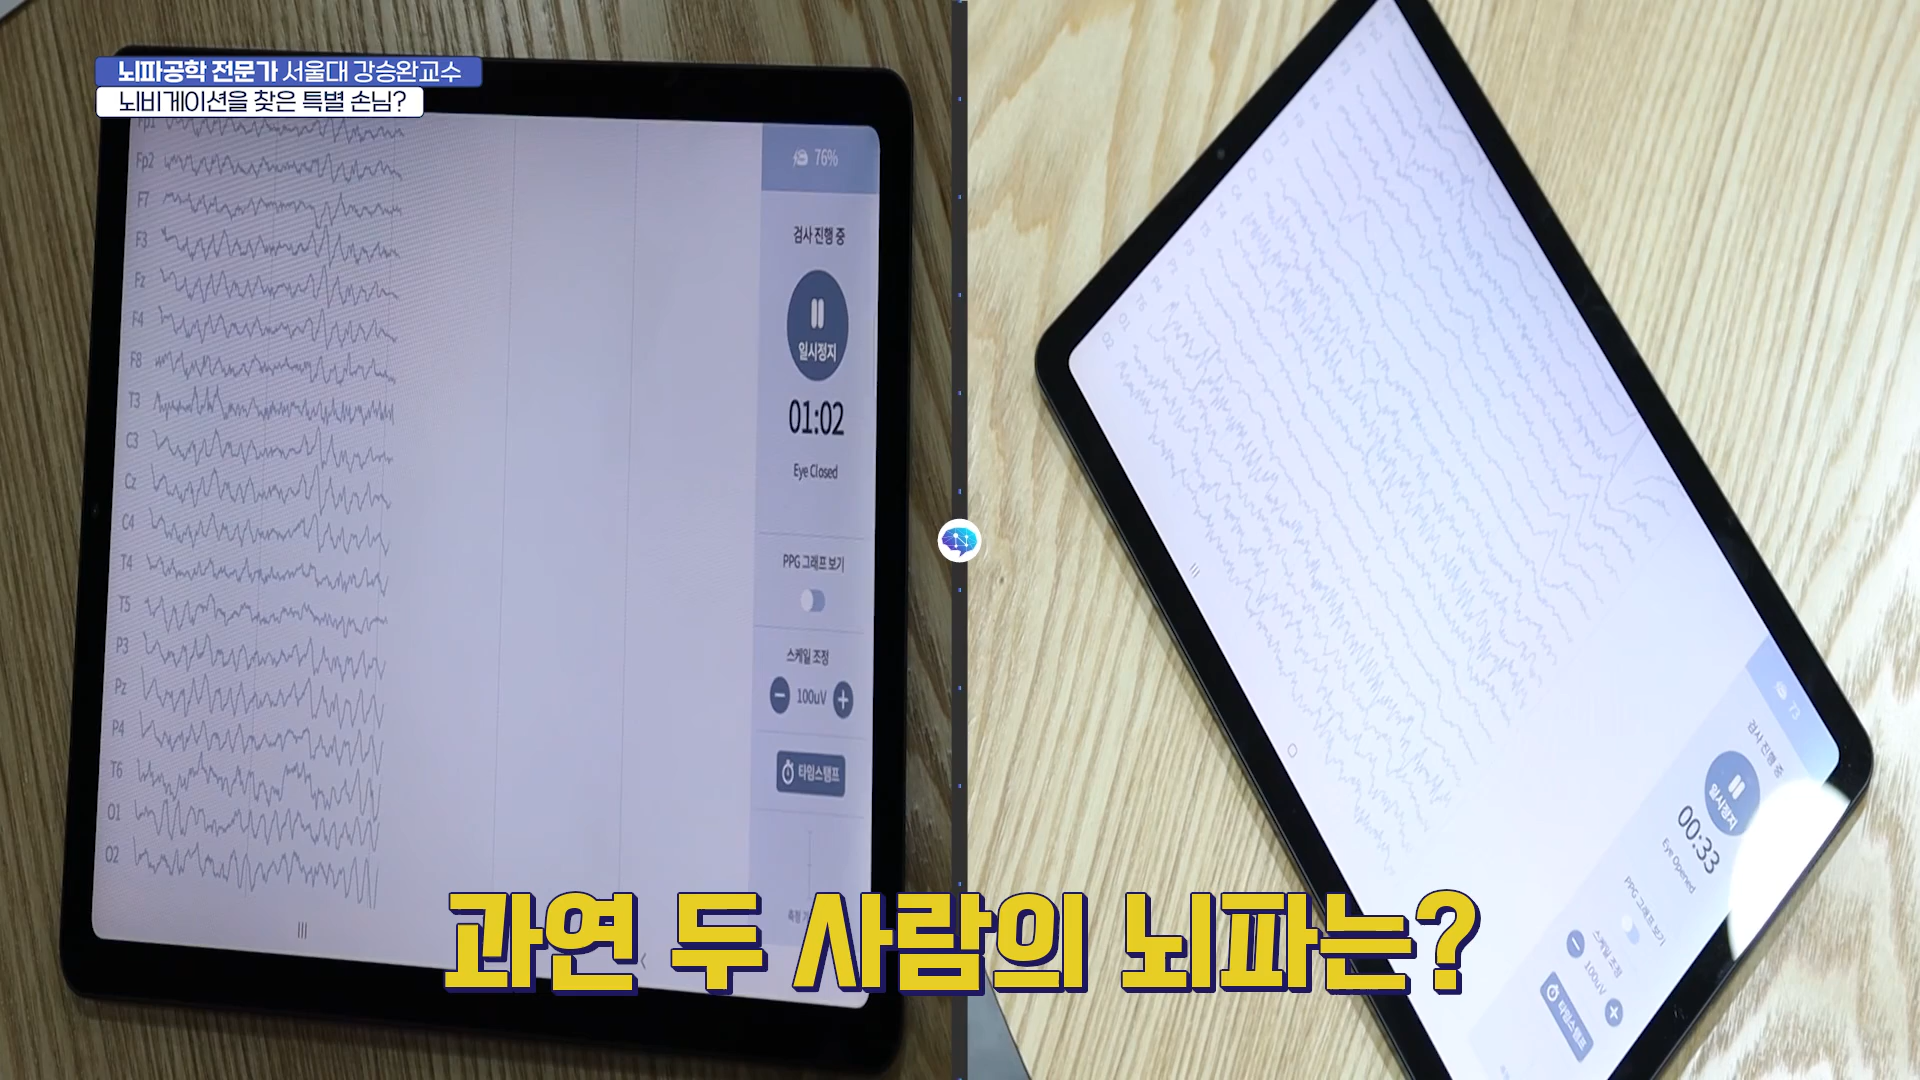 뇌파공학 전문가 서울대 강승완교수
뇌비게이션을 찾은 특별 손님?
Fp1
Fp2
F7
F3
Fz
F4
F8
T3
C3
Cz
C4
T4
T5
P3
Pz
P4
T6
O1
O2
76%
검사 진행 중
일시정지
01:02
Eye Closed
PPG 그래프 보기
스케일 조정
100uV
타임스탬프
73
검사 진행 중
일시정지
00:33
Eye Opened
PPG 그래프 보기
스케일 조정
100uV
타임스탬프
과연 두 사람의 뇌파는?